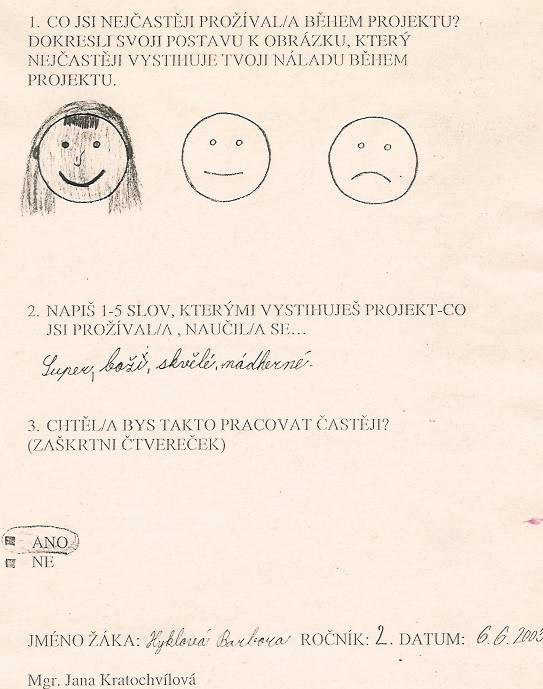 1. CO JSI NEJČASTĚJI PROŽÍVAL/A BĚHEM PROJEKTU?
DOKRESLI SVOJI POSTAVU K OBRÁZKU, KTERÝ
NEJČASTĚJI VYSTIHUJE TVOJI NÁLADU BĚHEM
PROJEKTU.
2. NAPIŠ 1-5 SLOV, KTERÝMI VYSTIHUJEŠ PROJEKT-CO
JSI PROŽÍVAL/A , NAUČIL/A SE...
Super, boží, skvělé, nádherné.
3. CHTĚL/A BYS TAKTO PRACOVAT ČASTĚJI?
(ZAŠKRTNI ČTVEREČEK)
ANO
NE
JMÉNO ŽÁKA: Hyklová Barbora ROČNÍK: 2. DATUM: 6.6.2003
Mgr. Jana Kratochvílová